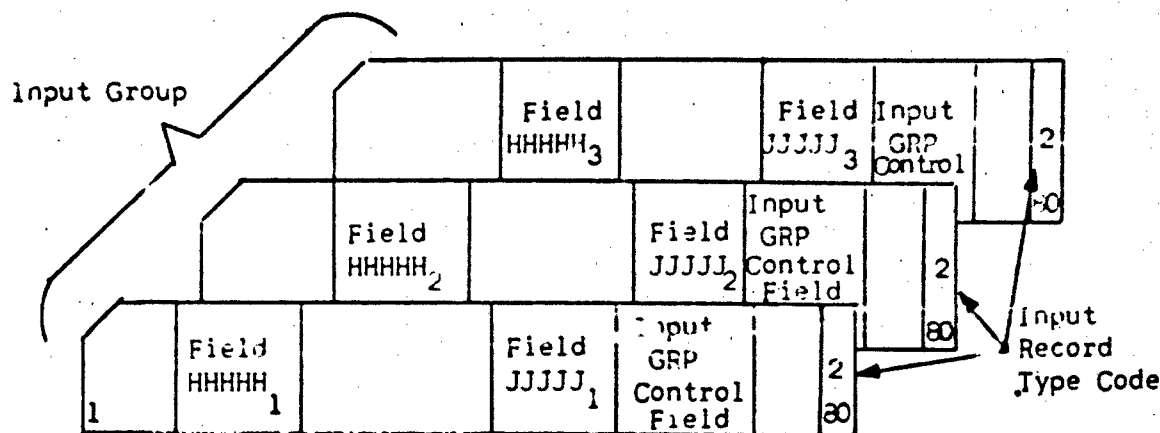 Input Group
Field
HHHHH3
Field
JJJJJ3
Input
GRP
Control
2
80
Field
HHHHH2
Field
JJJJJ2
Input
GRP
Control
Field
2
80
1
Field
HHHHH1
Field
JJJJJ1
Input
GRP
Control
Field
2
80
Input
Record
Type Code